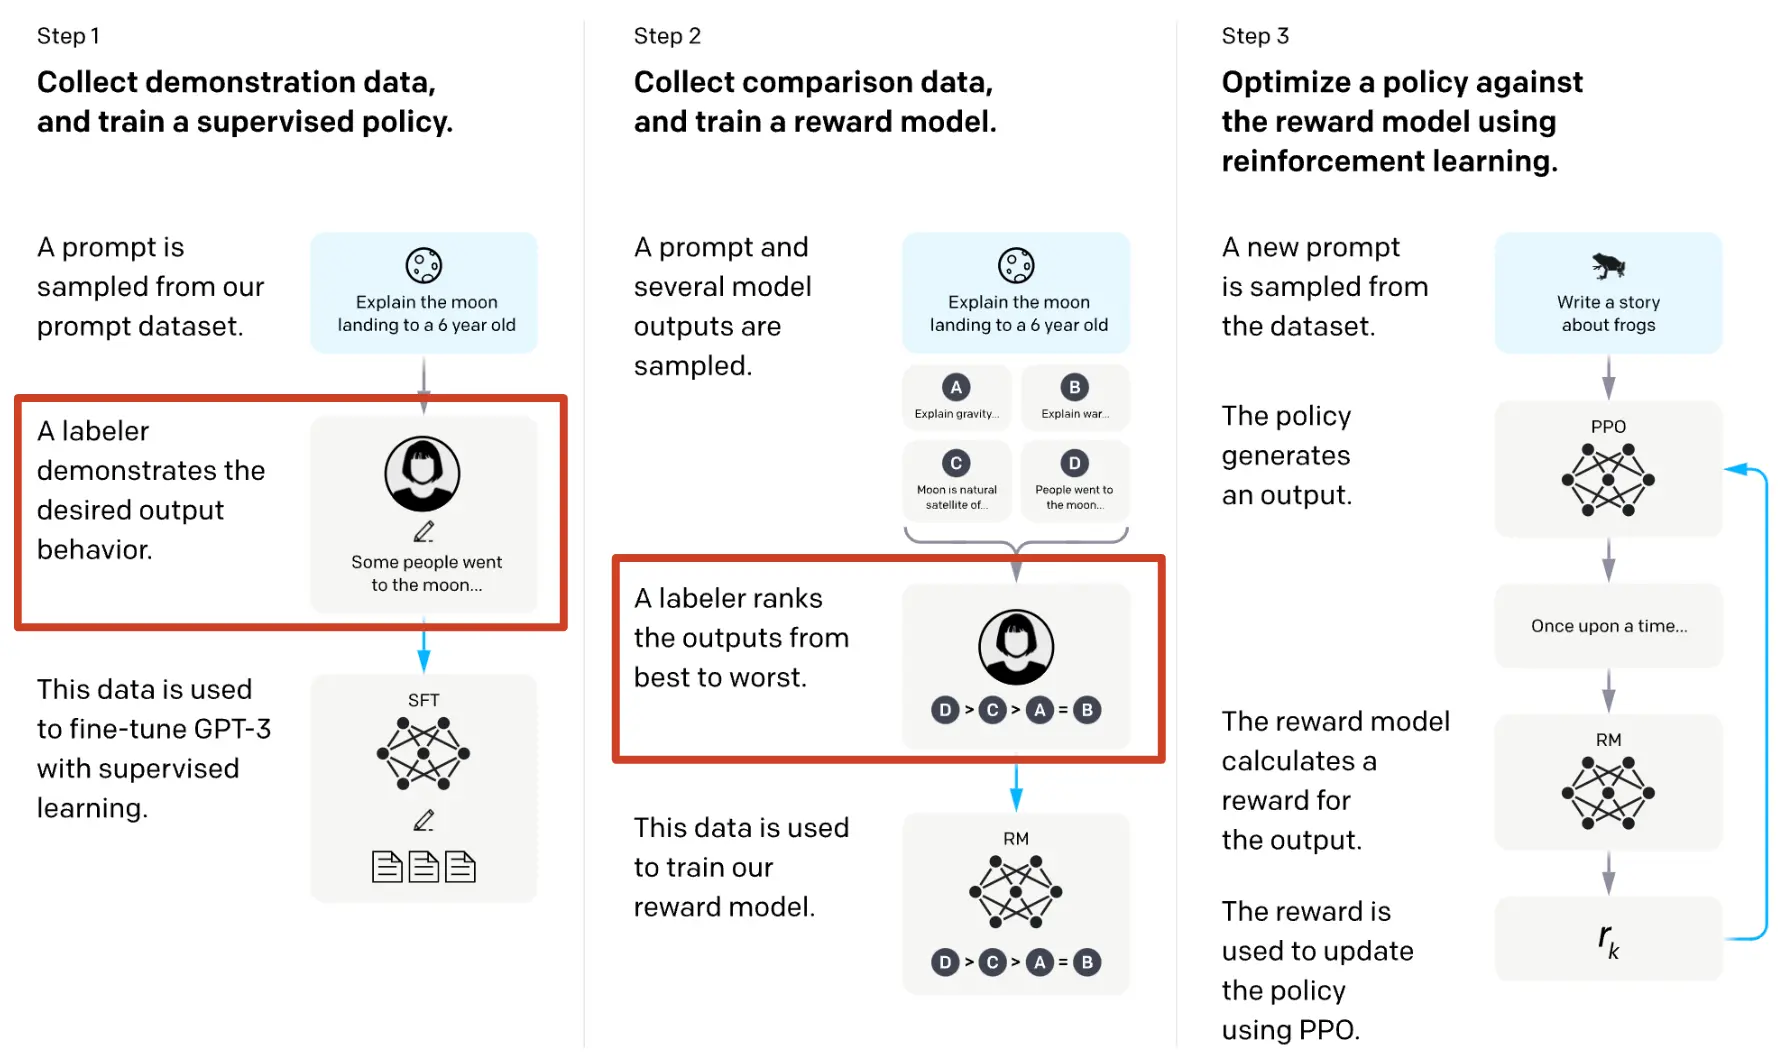 Step 1
Collect demonstration data,
and train a supervised policy.
A prompt is
sampled from our
prompt dataset.
Explain the moon
landing to a 6 year old
A labeler
demonstrates the
desired output
behavior.
Some people went
to the moon...
This data is used
to fine-tune GPT-3
with supervised
learning.
SFT
Step 2
Collect comparison data,
and train a reward model.
A prompt and
several model
outputs are
sampled.
Explain the moon
landing to a 6 year old
A
Explain gravity...
B
Explain war...
C
Moon is natural
satellite of...
D
People went to
the moon...
A labeler ranks
the outputs from
best to worst.
D > C > A = B
This data is used
to train our
reward model.
RM
D > C > A = B
Step 3
Optimize a policy against
the reward model using
reinforcement learning.
A new prompt
is sampled from
the dataset.
Write a story
about frogs
The policy
generates
an output.
PPO
Once upon a time...
The reward model
calculates a
reward for
the output.
RM
The reward is
used to update
the policy
using PPO.
rk